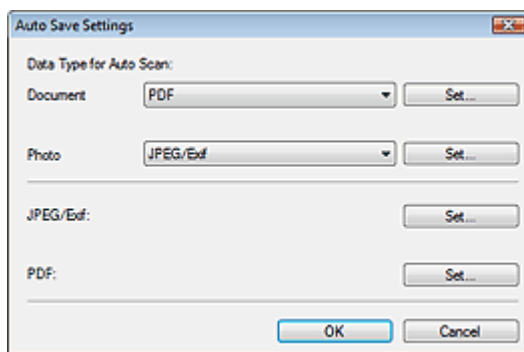 Auto Save Settings
Data Type for Auto Scan:
Document PDF Set...
Photo JPEG/Exif Set...
JPEG/Exif: Set...
PDF: Set...
OK Cancel